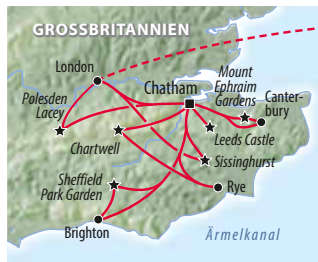 GROSSBRITANNIEN
London
Chatham
Mount
Ephraim
Gardens
Canter-
bury
Polesden
Lacey
Chartwell
Leeds Castle
Sissinghurst
Sheffield
Park Garden
Rye
Brighton
Ärmelkanal